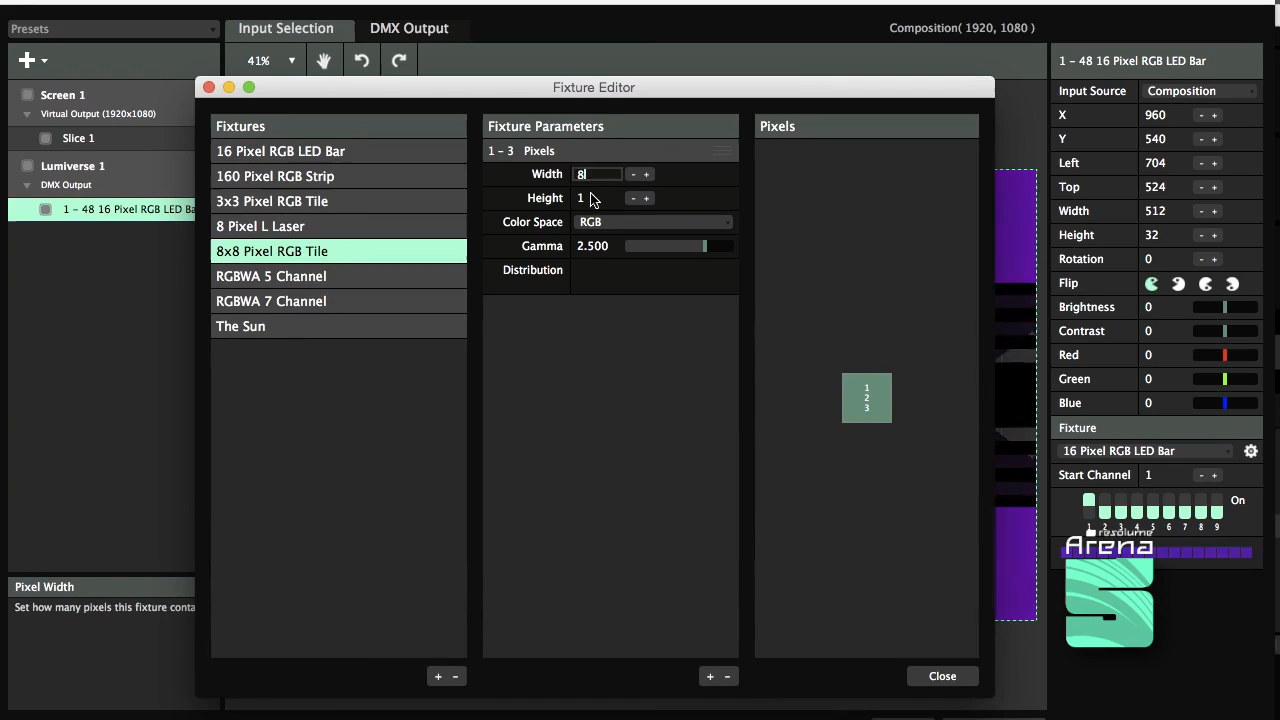 Presets
Input Selection
DMX Output
Composition( 1920, 1080 )
41%
Screen 1
Virtual Output (1920x1080)
Slice 1
Lumiverse 1
DMX Output
1 - 48 16 Pixel RGB LED Ba
Pixel Width
Set how many pixels this fixture conta
Fixture Editor
Fixtures
16 Pixel RGB LED Bar
160 Pixel RGB Strip
3x3 Pixel RGB Tile
8 Pixel L Laser
8x8 Pixel RGB Tile
RGBWA 5 Channel
RGBWA 7 Channel
The Sun
+ -
Fixture Parameters
1 - 3 Pixels
Width 8 - +
Height 1 - +
Color Space RGB
Gamma 2.500
Distribution
+ -
Pixels
1
2
3
Close
1 - 48 16 Pixel RGB LED Bar
Input Source Composition
X 960 - +
Y 540 - +
Left 704 - +
Top 524 - +
Width 512 - +
Height 32 - +
Rotation 0 - +
Flip
Brightness 0
Contrast 0
Red 0
Green 0
Blue 0
Fixture
16 Pixel RGB LED Bar
Start Channel 1 - +
On
1 2 3 4 5 6 7 8 9
resolume
Arena
5